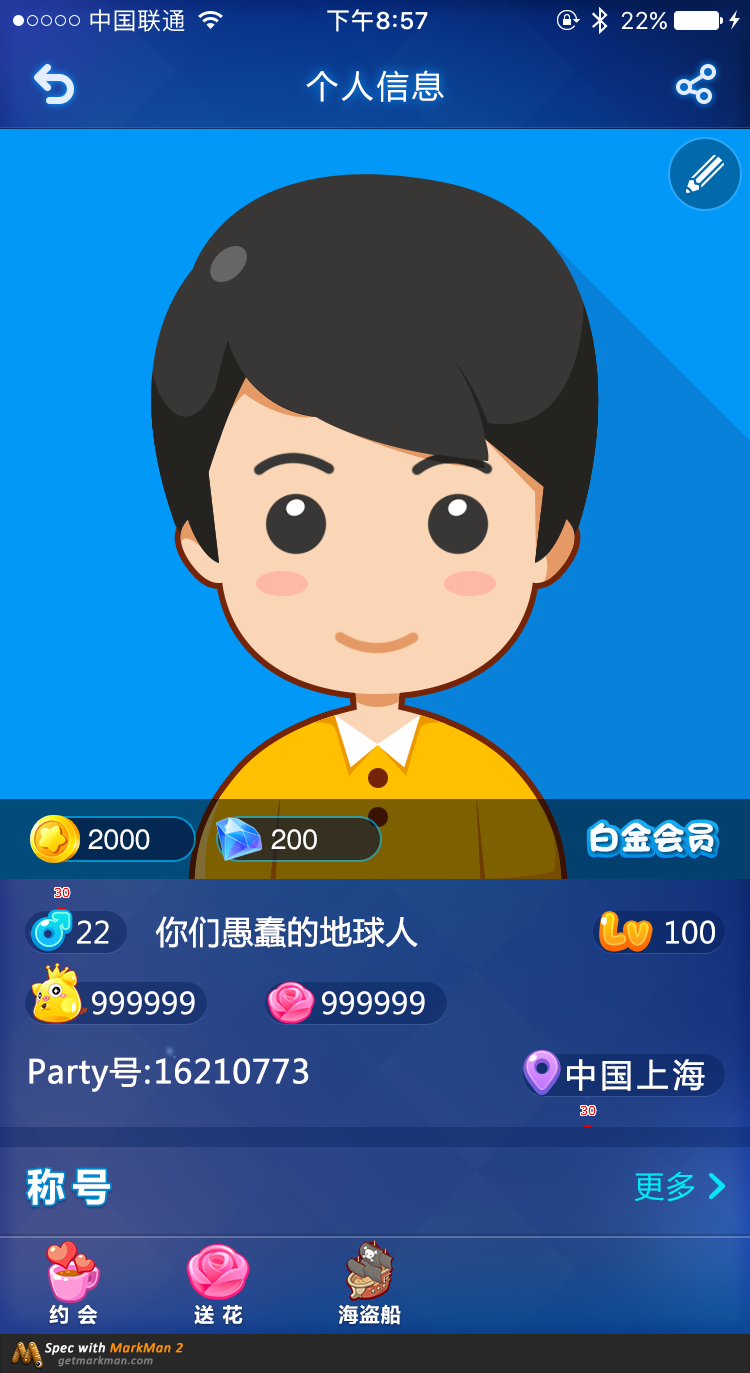 中国联通 下午8:57 22%
个人信息
2000 200 白金会员
30
22 你们愚蠢的地球人 LV 100
999999 999999
Party号:16210773 中国上海
30
称号 更多
约会 送花 海盗船
Spec with MarkMan 2
getmarkman.com